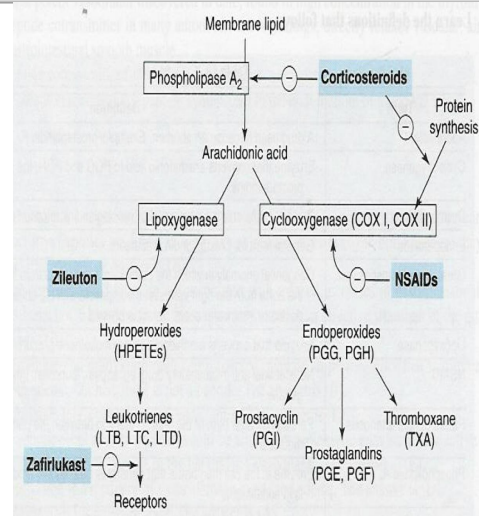 Membrane lipid
Phospholipase A2
−
Corticosteroids
−
Protein
synthesis
Arachidonic acid
Lipoxygenase
Cyclooxygenase (COX I, COX II)
Zileuton
−
−
NSAIDs
Hydroperoxides
(HPETEs)
Endoperoxides
(PGG, PGH)
Leukotrienes
(LTB, LTC, LTD)
Prostacyclin
(PGI)
Thromboxane
(TXA)
Prostaglandins
(PGE, PGF)
Zafirlukast
−
Receptors